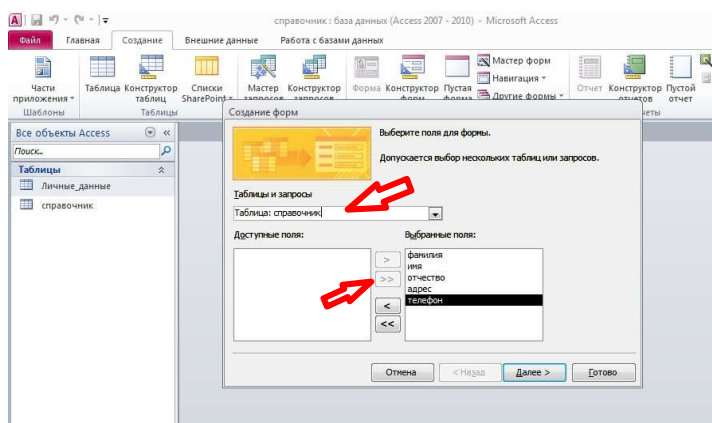 A
справочник : база данных (Access 2007 - 2010) - Microsoft Access
Файл Главная Создание Внешние данные Работа с базами данных
Части приложения
Таблица
Конструктор таблиц
Списки SharePoint
Мастер запросов
Конструктор запросов
Форма
Конструктор форм
Пустая форма
Мастер форм
Навигация
Другие формы
Отчет
Конструктор отчетов
Пустой отчет
Шаблоны
Таблицы
Все объекты Access
«
Поиск...
Таблицы
Личные_данные
справочник
Создание форм
Выберите поля для формы.
Допускается выбор нескольких таблиц или запросов.
Таблицы и запросы
Таблица: справочник
Доступные поля:
Выбранные поля:
>
>>
<
<<
фамилия
имя
отчество
адрес
телефон
Отмена
< Назад
Далее >
Готово